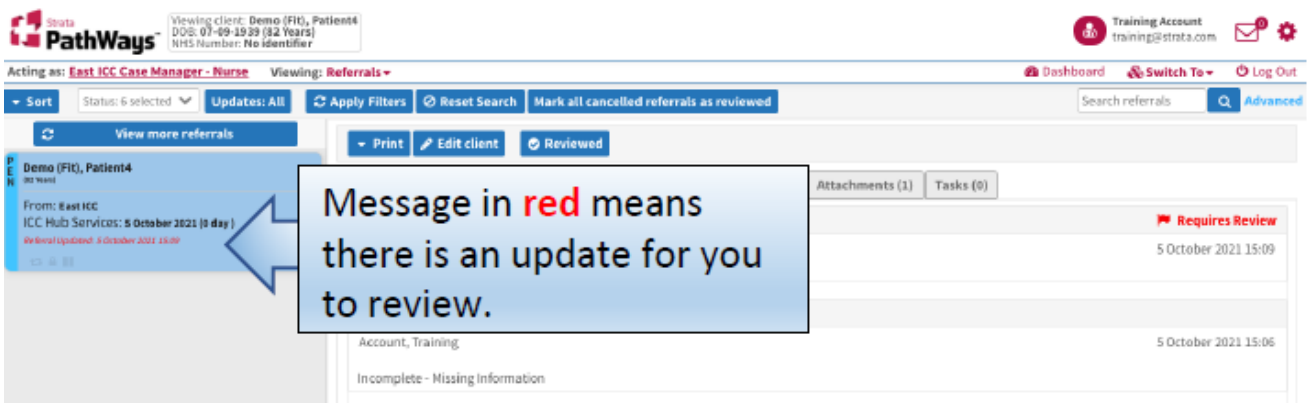 Strata
PathWays
Viewing client: Demo (Fit), Patient4
DOB: 07-09-1939 (82 Years)
NHS Number: No identifier
Training Account
training@strata.com
Acting as: East ICC Case Manager - Nurse Viewing: Referrals
Dashboard Switch To Log Out
Sort Status: 6 selected Updates: All Apply Filters Reset Search Mark all cancelled referrals as reviewed Search referrals Advanced
View more referrals
Print Edit client Reviewed
PEN
Demo (Fit), Patient4
(82 Years)
From: East ICC
ICC Hub Services: 5 October 2021 (0 day )
Referral Updated: 5 October 2021 15:09
Attachments (1) Tasks (0)
Message in red means
there is an update for you
to review.
Requires Review
5 October 2021 15:09
Account, Training 5 October 2021 15:06
Incomplete - Missing Information